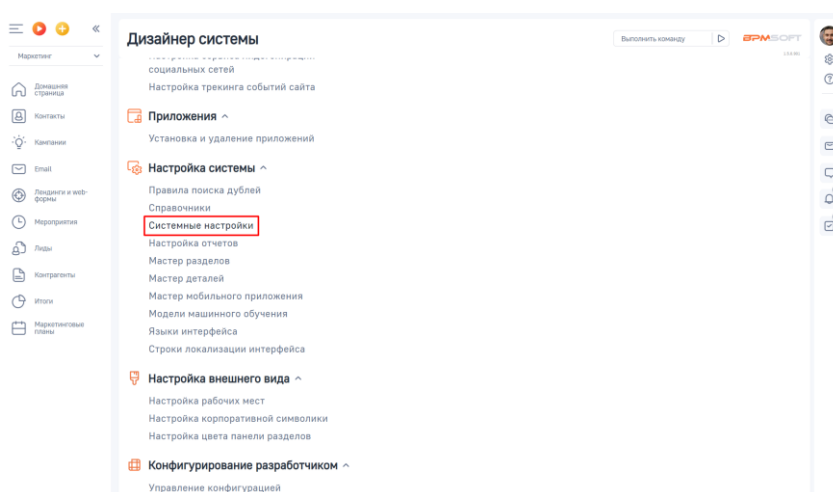 Дизайнер системы
Выполнить команду
BPMSOFT
Маркетинг
социальных сетей
Настройка трекинга событий сайта
Домашняя
страница
Контакты
Кампании
Email
Лендинги и web-
формы
Мероприятия
Лиды
Контрагенты
Итоги
Маркетинговые
планы
Приложения
Установка и удаление приложений
Настройка системы
Правила поиска дублей
Справочники
Системные настройки
Настройка отчетов
Мастер разделов
Мастер деталей
Мастер мобильного приложения
Модели машинного обучения
Языки интерфейса
Строки локализации интерфейса
Настройка внешнего вида
Настройка рабочих мест
Настройка корпоративной символики
Настройка цвета панели разделов
Конфигурирование разработчиком
Управление конфигурацией